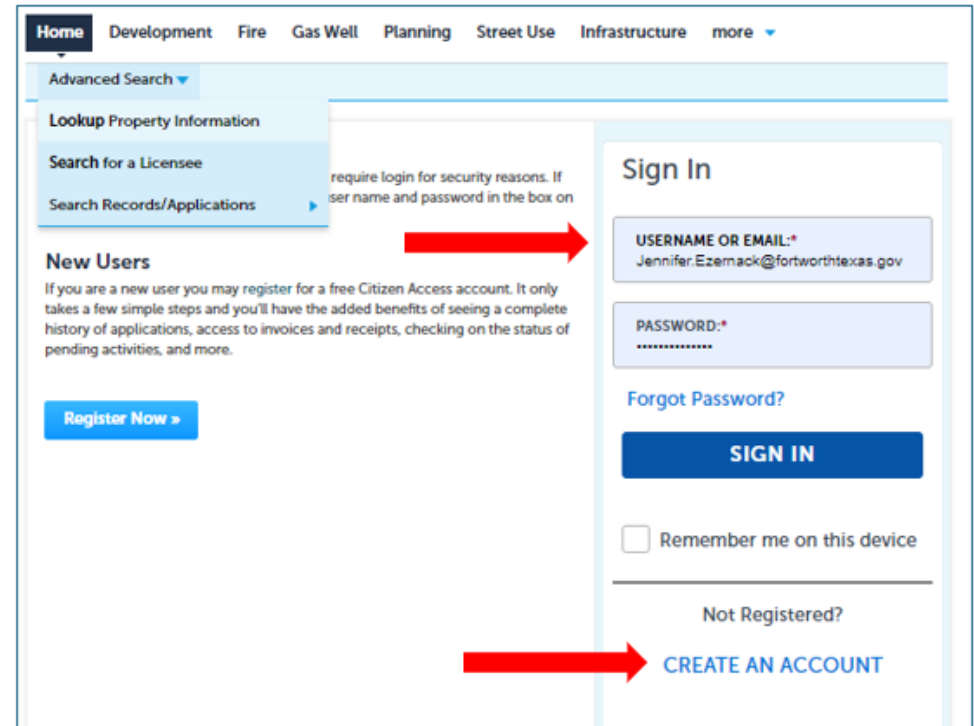 Home Development Fire Gas Well Planning Street Use Infrastructure more
Advanced Search
Lookup Property Information
Search for a Licensee
Search Records/Applications
require login for security reasons. If
user name and password in the box on
New Users
If you are a new user you may register for a free Citizen Access account. It only
takes a few simple steps and you'll have the added benefits of seeing a complete
history of applications, access to invoices and receipts, checking on the status of
pending activities, and more.
Register Now »
Sign In
USERNAME OR EMAIL:*
Jennifer.Ezernack@fortworthtexas.gov
PASSWORD:*
••••••••••••••
Forgot Password?
SIGN IN
Remember me on this device
Not Registered?
CREATE AN ACCOUNT